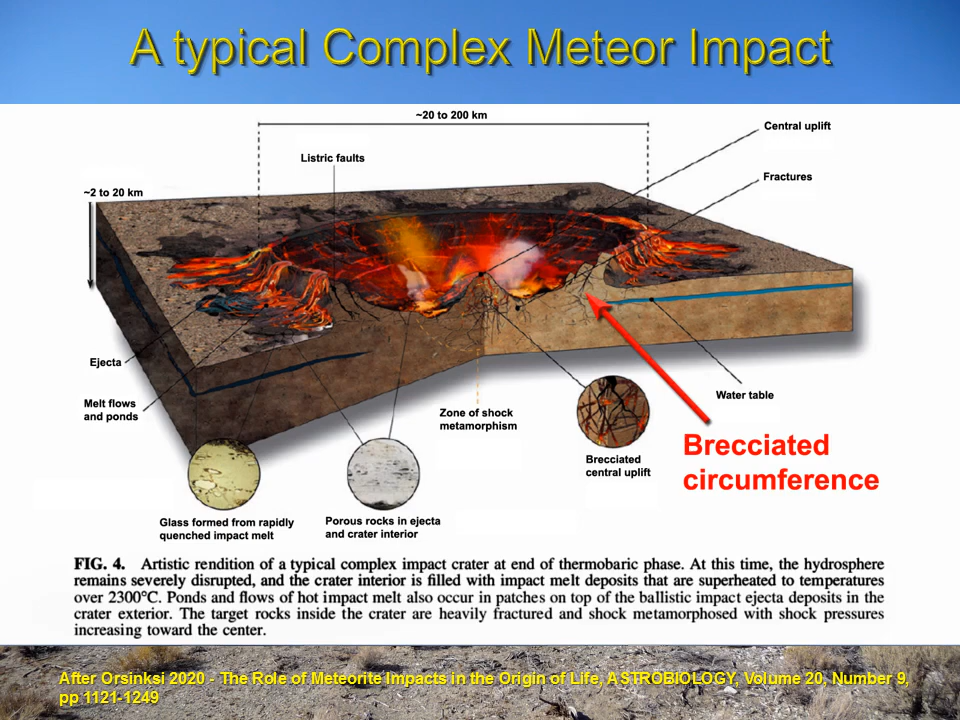 A typical Complex Meteor Impact
~20 to 200 km
Central uplift
Listric faults
Fractures
~2 to 20 km
Ejecta
Melt flows
and ponds
Zone of shock
metamorphism
Water table
Brecciated
central uplift
Brecciated
circumference
Glass formed from rapidly
quenched impact melt
Porous rocks in ejecta
and crater interior
FIG. 4. Artistic rendition of a typical complex impact crater at end of thermobaric phase. At this time, the hydrosphere
remains severely disrupted, and the crater interior is filled with impact melt deposits that are superheated to temperatures
over 2300°C. Ponds and flows of hot impact melt also occur in patches on top of the ballistic impact ejecta deposits in the
crater exterior. The target rocks inside the crater are heavily fractured and shock metamorphosed with shock pressures
increasing toward the center.
After Orsinksi 2020 - The Role of Meteorite Impacts in the Origin of Life, ASTROBIOLOGY, Volume 20, Number 9,
pp 1121-1249